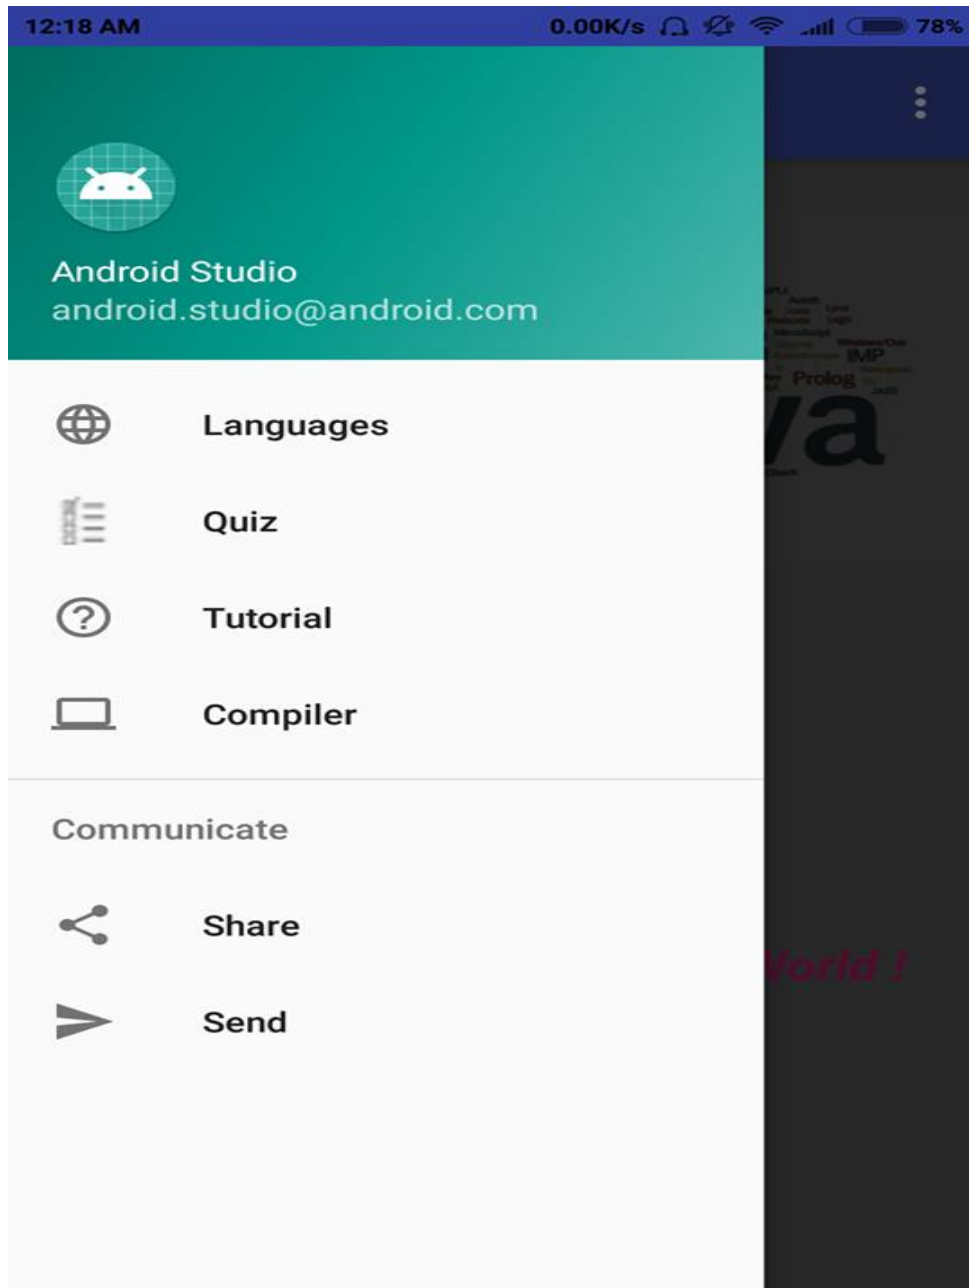 12:18 AM 0.00K/s 78%
Android Studio
android.studio@android.com
Languages
Quiz
Tutorial
Compiler
Communicate
Share
Send
IMP
Prolog
va
World !